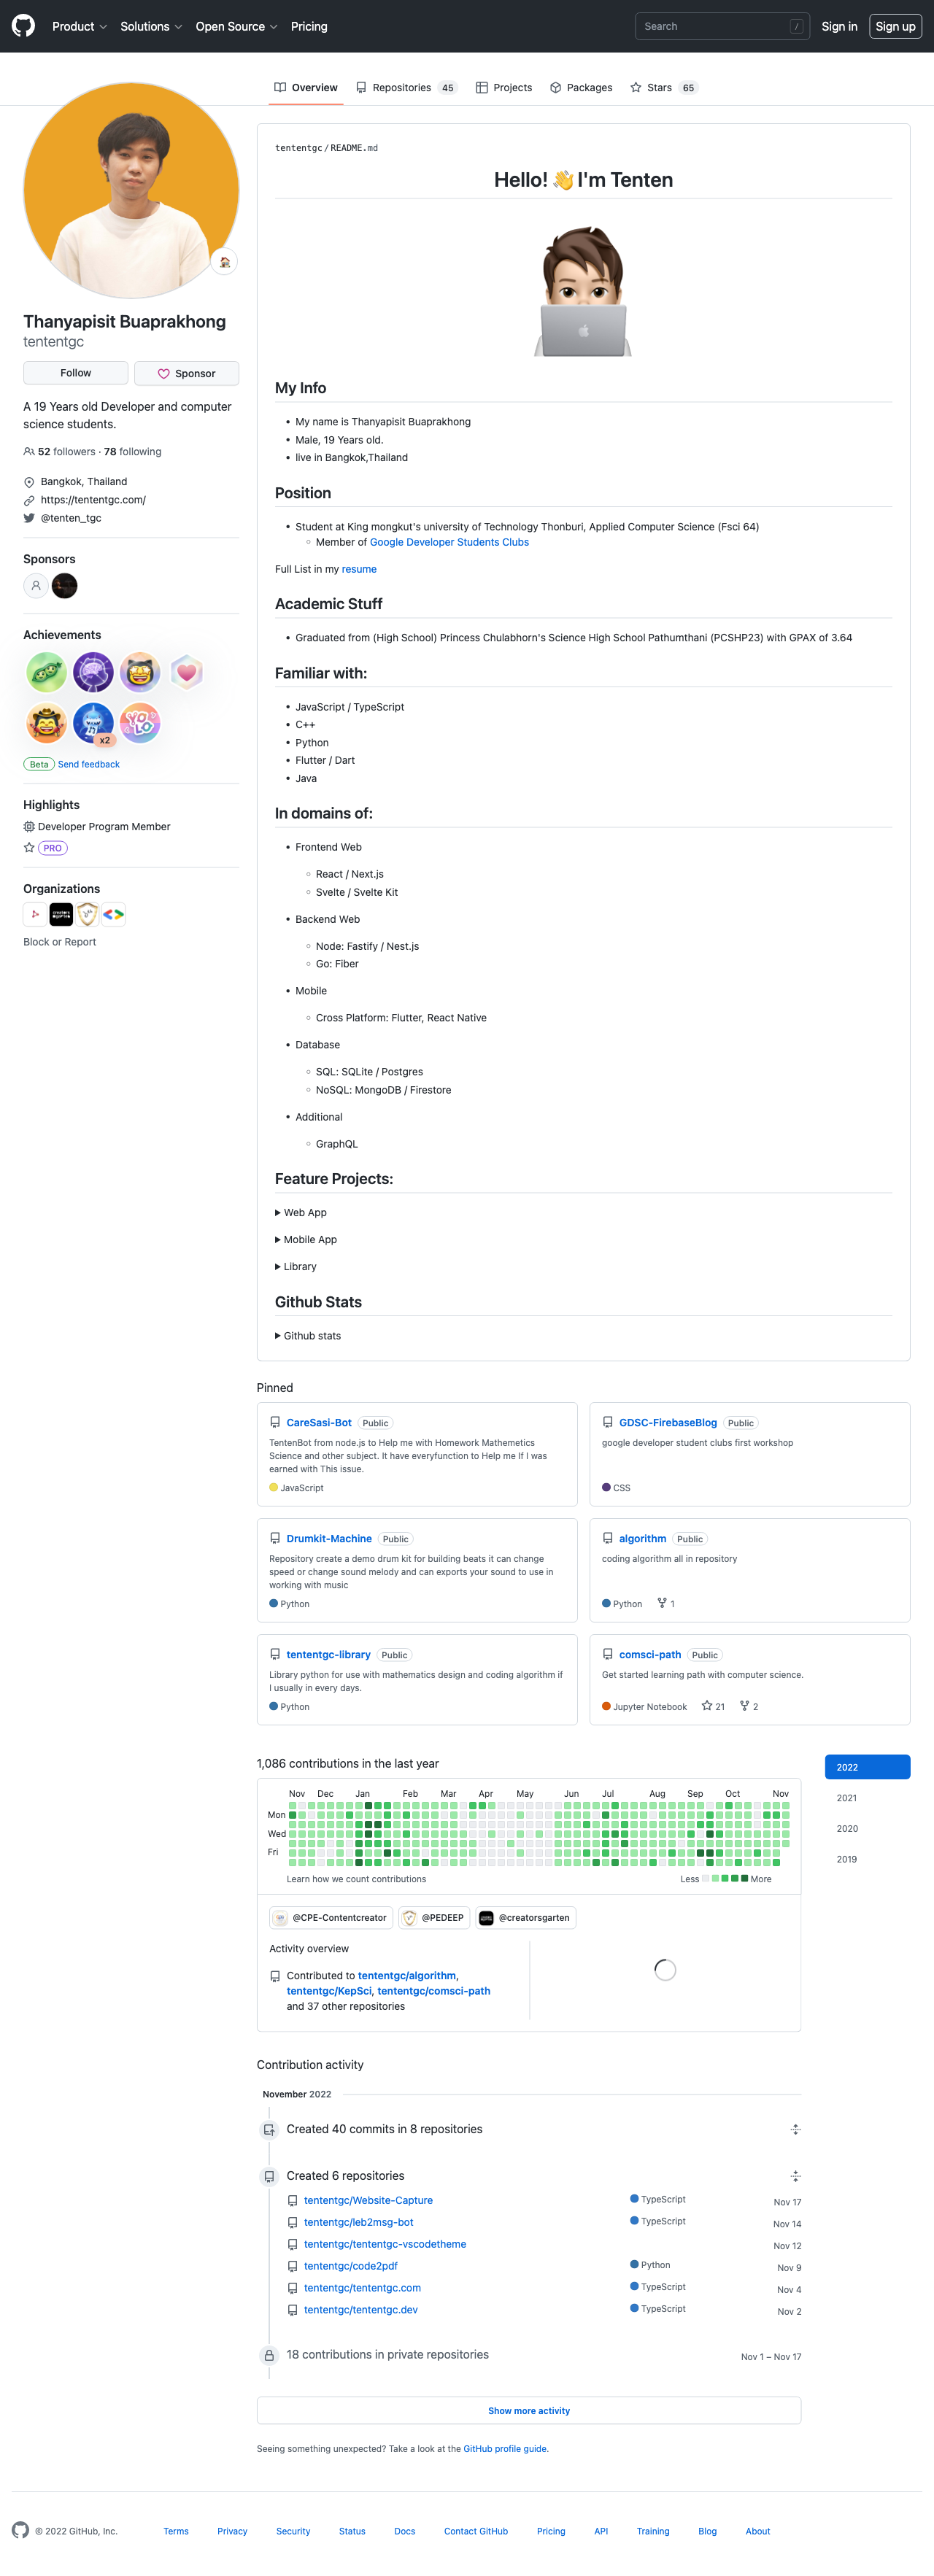 Product Solutions Open Source Pricing Search / Sign in Sign up
Overview Repositories 45 Projects Packages Stars 65
Thanyapisit Buaprakhong
tententgc
Follow Sponsor
A 19 Years old Developer and computer
science students.
52 followers · 78 following
Bangkok, Thailand
https://tententgc.com/
@tenten_tgc
Sponsors
Achievements
YOLO
x2
Beta Send feedback
Highlights
Developer Program Member
PRO
Organizations
Block or Report
tententgc/README.md
Hello! 👋 I'm Tenten
My Info
• My name is Thanyapisit Buaprakhong
• Male, 19 Years old.
• live in Bangkok,Thailand
Position
• Student at King mongkut's university of Technology Thonburi, Applied Computer Science (Fsci 64)
◦ Member of Google Developer Students Clubs
Full List in my resume
Academic Stuff
• Graduated from (High School) Princess Chulabhorn's Science High School Pathumthani (PCSHP23) with GPAX of 3.64
Familiar with:
• JavaScript / TypeScript
• C++
• Python
• Flutter / Dart
• Java
In domains of:
• Frontend Web
◦ React / Next.js
◦ Svelte / Svelte Kit
• Backend Web
◦ Node: Fastify / Nest.js
◦ Go: Fiber
• Mobile
◦ Cross Platform: Flutter, React Native
• Database
◦ SQL: SQLite / Postgres
◦ NoSQL: MongoDB / Firestore
• Additional
◦ GraphQL
Feature Projects:
▶ Web App
▶ Mobile App
▶ Library
Github Stats
▶ Github stats
Pinned
CareSasi-Bot Public
TentenBot from node.js to Help me with Homework Mathemetics
Science and other subject. It have everyfunction to Help me If I was
earned with This issue.
JavaScript
GDSC-FirebaseBlog Public
google developer student clubs first workshop
CSS
Drumkit-Machine Public
Repository create a demo drum kit for building beats it can change
speed or change sound melody and can exports your sound to use in
working with music
Python
algorithm Public
coding algorithm all in repository
Python 1
tententgc-library Public
Library python for use with mathematics design and coding algorithm if
I usually in every days.
Python
comsci-path Public
Get started learning path with computer science.
Jupyter Notebook 21 2
1,086 contributions in the last year
2022
2021
2020
2019
Nov Dec Jan Feb Mar Apr May Jun Jul Aug Sep Oct Nov
Mon
Wed
Fri
Learn how we count contributions Less More
@CPE-Contentcreator @PEDEEP @creatorsgarten
Activity overview
Contributed to tententgc/algorithm,
tententgc/KepSci, tententgc/comsci-path
and 37 other repositories
Contribution activity
November 2022
Created 40 commits in 8 repositories
Created 6 repositories
tententgc/Website-Capture TypeScript Nov 17
tententgc/leb2msg-bot TypeScript Nov 14
tententgc/tententgc-vscodetheme Nov 12
tententgc/code2pdf Python Nov 9
tententgc/tententgc.com TypeScript Nov 4
tententgc/tententgc.dev TypeScript Nov 2
18 contributions in private repositories Nov 1 – Nov 17
Show more activity
Seeing something unexpected? Take a look at the GitHub profile guide.
© 2022 GitHub, Inc. Terms Privacy Security Status Docs Contact GitHub Pricing API Training Blog About